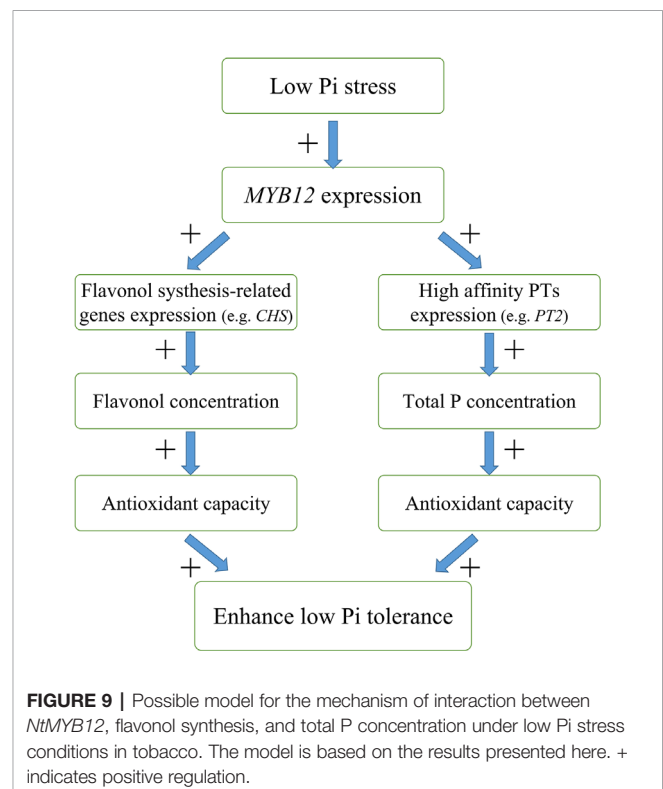 Low Pi stress
+
MYB12 expression
+ +
Flavonol systhesis-related
genes expression (e.g. CHS)
High affinity PTs
expression (e.g. PT2)
+ +
Flavonol concentration
Total P concentration
+ +
Antioxidant capacity
Antioxidant capacity
+ +
Enhance low Pi tolerance
FIGURE 9 | Possible model for the mechanism of interaction between
NtMYB12, flavonol synthesis, and total P concentration under low Pi stress
conditions in tobacco. The model is based on the results presented here. +
indicates positive regulation.